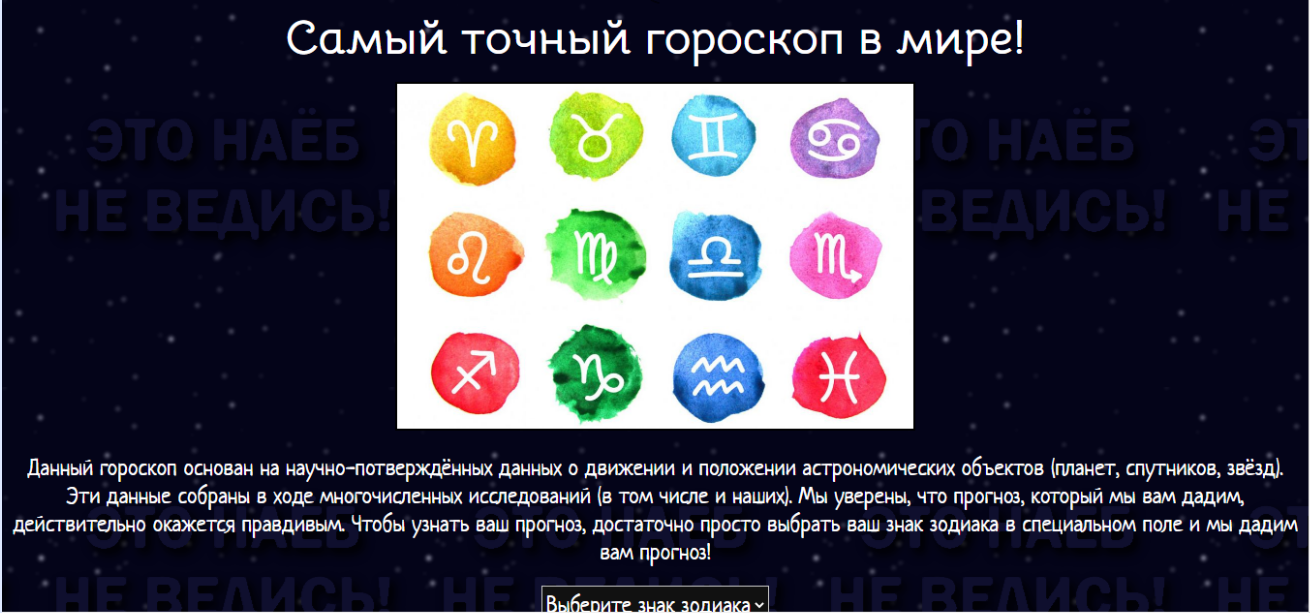 Самый точный гороскоп в мире!
ЭТО НАЁБ
НЕ ВЕДИСЬ!
ТО НАЁБ
ВЕДИСЬ!
ЭТ
НЕ
Данный гороскоп основан на научно-потверждённых данных о движении и положении астрономических объектов (планет, спутников, звёзд).
Эти данные собраны в ходе многочисленных исследований (в том числе и наших). Мы уверены, что прогноз, который мы вам дадим,
действительно окажется правдивым. Чтобы узнать ваш прогноз, достаточно просто выбрать ваш знак зодиака в специальном поле и мы дадим
вам прогноз!
ЭТО НАЁБ ЭТО НАЁБ ЭТО НАЁБ ЭТ
НЕ ВЕДИСЬ! НЕ ВЕДИСЬ! НЕ ВЕДИСЬ! НЕ
Выберите знак зодиака